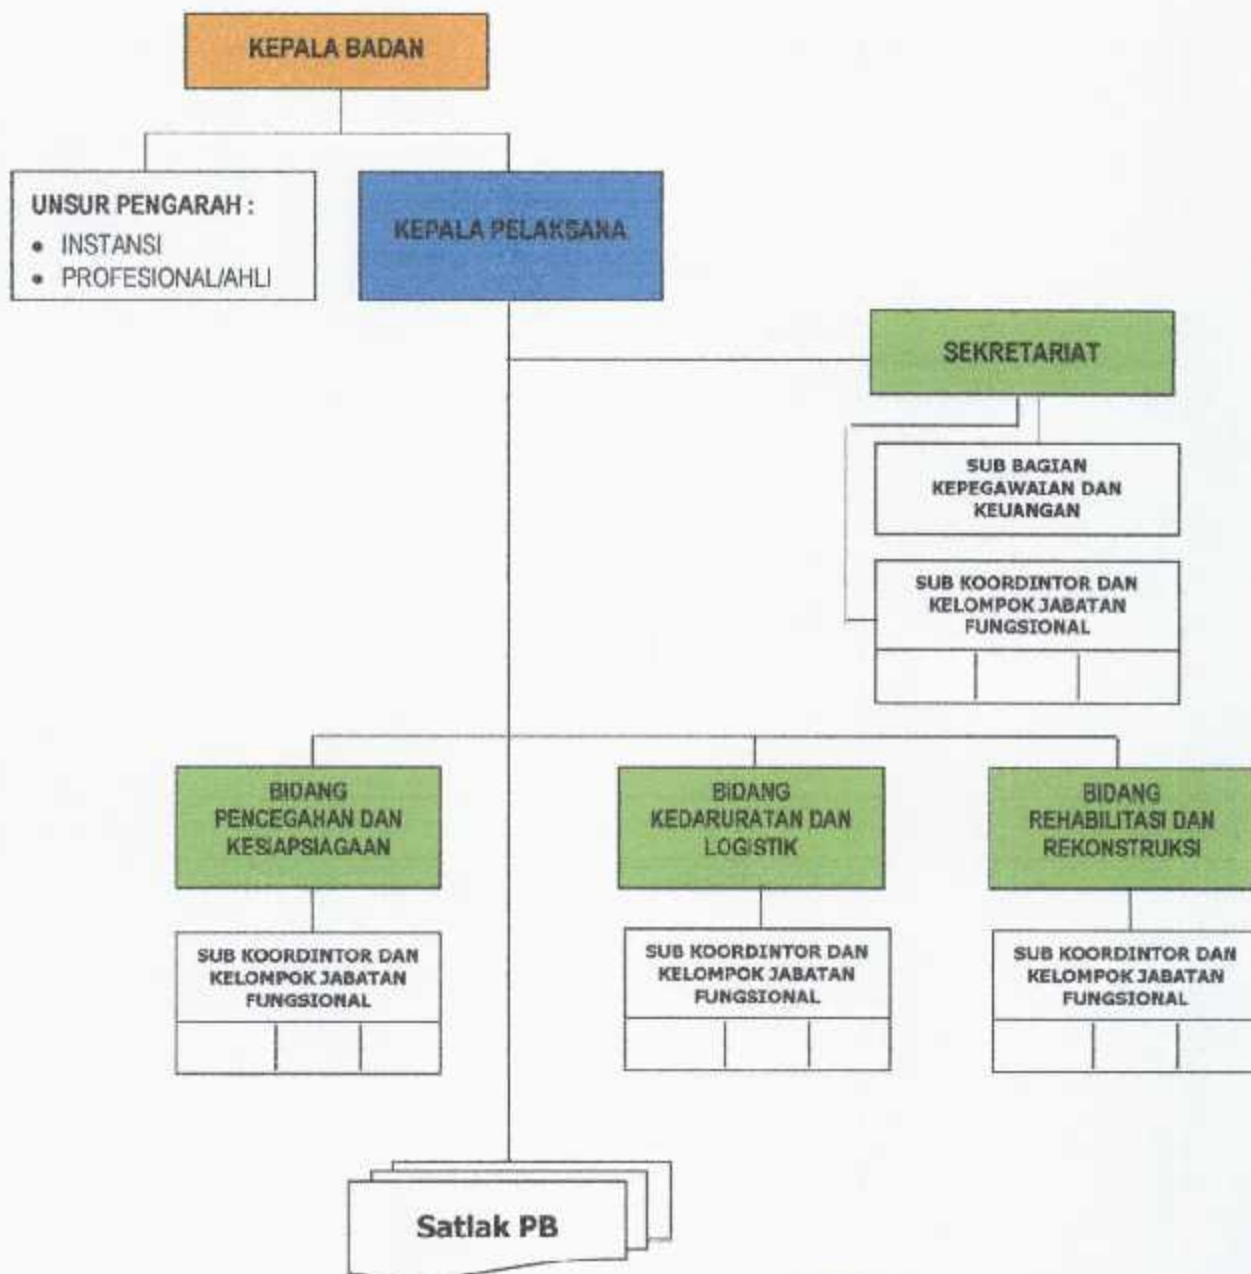 KEPALA BADAN
UNSUR PENGARAH :
• INSTANSI
• PROFESIONAL/AHLI
KEPALA PELAKSANA
SEKRETARIAT
SUB BAGIAN
KEPEGAWAIAN DAN
KEUANGAN
SUB KOORDINTOR DAN
KELOMPOK JABATAN
FUNGSIONAL
BIDANG
PENCEGAHAN DAN
KESIAPSIAGAAN
BIDANG
KEDARURATAN DAN
LOGISTIK
BIDANG
REHABILITASI DAN
REKONSTRUKSI
SUB KOORDINTOR DAN
KELOMPOK JABATAN
FUNGSIONAL
SUB KOORDINTOR DAN
KELOMPOK JABATAN
FUNGSIONAL
SUB KOORDINTOR DAN
KELOMPOK JABATAN
FUNGSIONAL
Satlak PB